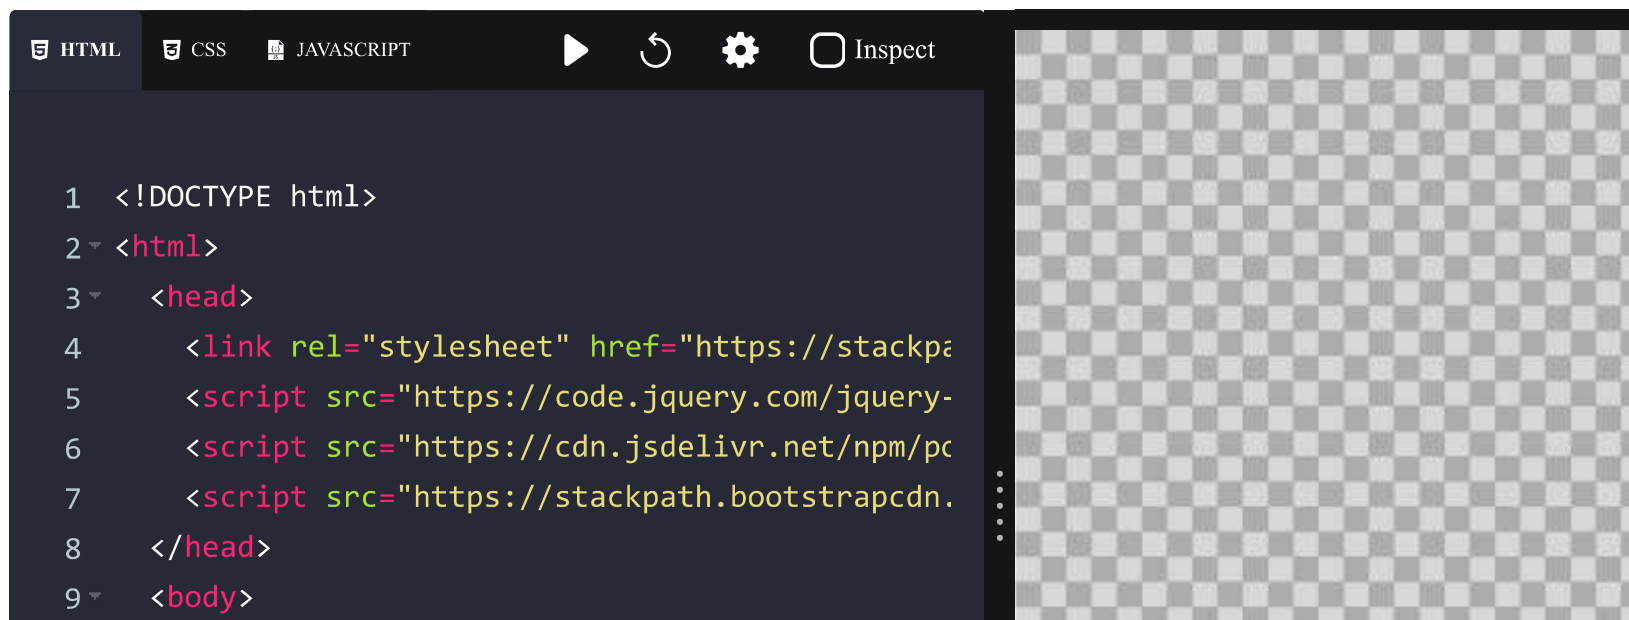 HTML CSS JAVASCRIPT Inspect
1 <!DOCTYPE html>
2 <html>
3 <head>
4 <link rel="stylesheet" href="https://stackpa
5 <script src="https://code.jquery.com/jquery-
6 <script src="https://cdn.jsdelivr.net/npm/po
7 <script src="https://stackpath.bootstrapcdn.
8 </head>
9 <body>